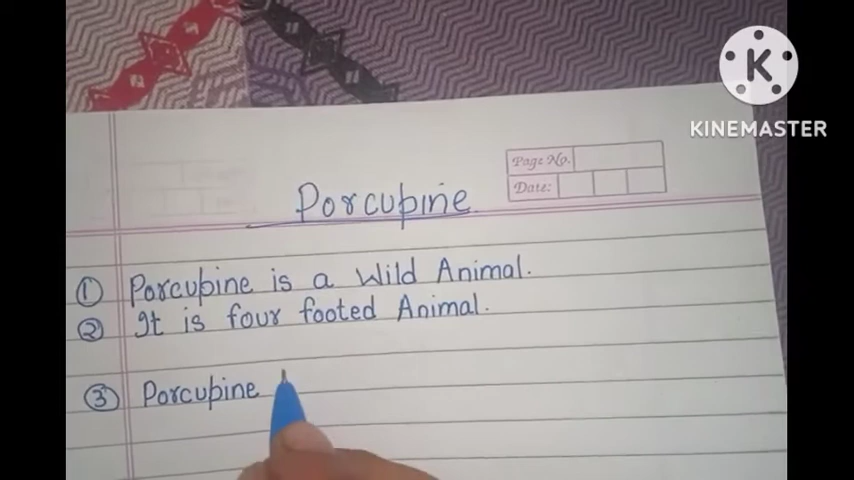 K
KINEMASTER
Page No.
Date:
Porcupine
① Porcupine is a Wild Animal.
② It is four footed Animal.
③ Porcupine